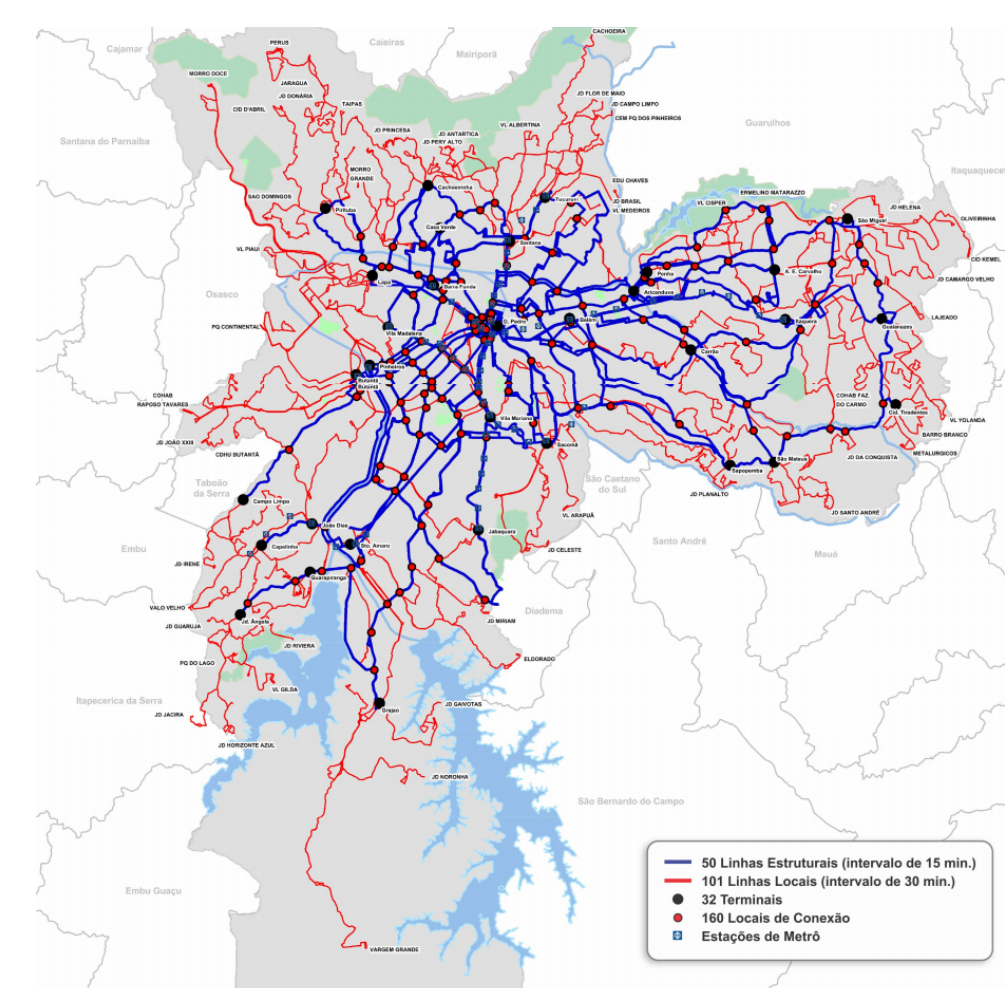 CACHOEIRA
PERUS
Caieiras
Cajamar
Mairiporã
MORRO DOCE
JARAGUA
JD DONÁRIA
TAIPAS
CID D'ABRIL
JD FLOR DE MAIO
JD CAMPO LIMPO
CEM PQ DOS PINHEIROS
Guarulhos
VL ALBERTINA
JD PRINCESA
JD ANTARTICA
JD PERY ALTO
Santana do Parnaiba
Itaquaquecet
MORRO
GRANDE
EDU CHAVES
Cachoeirinha
ERMELINO MATARAZZO
SAO DOMINGOS
Tucuruvi
JD BRASIL
VL MEDEIROS
VL CISPER
JD HELENA
Pirituba
São Miguel
OLIVEIRINHA
Casa Verde
Santana
VL PIAUI
CID KEMEL
Penha
A. E. Carvalho
Lapa
Barra Funda
Aricanduva
JD CAMARGO VELHO
Osasco
LAJEADO
PQ CONTINENTAL
Vila Madalena
D. Pedro
Belém
Itaquera
Guaianazes
Carrão
Pinheiros
Butantã
Butantã
COHAB
RAPOSO TAVARES
COHAB FAZ.
DO CARMO
Cid. Tiradentes
Vila Mariana
VL YOLANDA
BARRO BRANCO
METALURGICOS
JD JOÃO XXIII
Sacomã
CDHU BUTANTÃ
JD DA CONQUISTA
São Mateus
Sapopemba
JD PLANALTO
Taboão
da Serra
São Caetano
do Sul
Campo Limpo
VL ARAPUÃ
JD SANTO ANDRÉ
João Dias
Jabaquara
Santo André
Mauá
Embu
Capelinha
Sto. Amaro
JD CELESTE
JD IRENE
Guarapiranga
VALO VELHO
Diadema
JD GUARUJA
Jd. Ângela
JD MIRIAM
JD RIVIERA
ELDORADO
PQ DO LAGO
VL GILDA
Itapecerica da Serra
JD GAIVOTAS
Grajaú
JD JACIRA
JD HORIZONTE AZUL
JD NORONHA
São Bernardo do Campo
Embu Guaçu
VARGEM GRANDE
50 Linhas Estruturais (intervalo de 15 min.)
101 Linhas Locais (intervalo de 30 min.)
32 Terminais
160 Locais de Conexão
Estações de Metrô